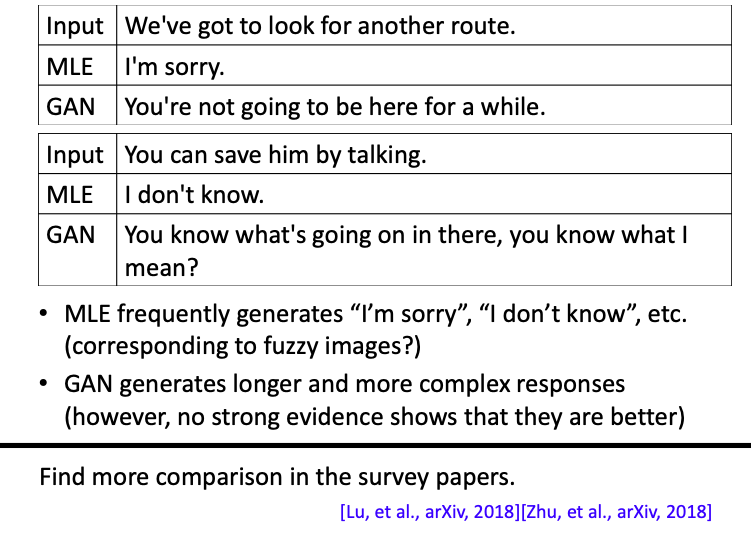 Input We've got to look for another route.
MLE I'm sorry.
GAN You're not going to be here for a while.
Input You can save him by talking.
MLE I don't know.
GAN You know what's going on in there, you know what I
mean?
• MLE frequently generates “I’m sorry”, “I don’t know”, etc.
(corresponding to fuzzy images?)
• GAN generates longer and more complex responses
(however, no strong evidence shows that they are better)
Find more comparison in the survey papers.
[Lu, et al., arXiv, 2018][Zhu, et al., arXiv, 2018]